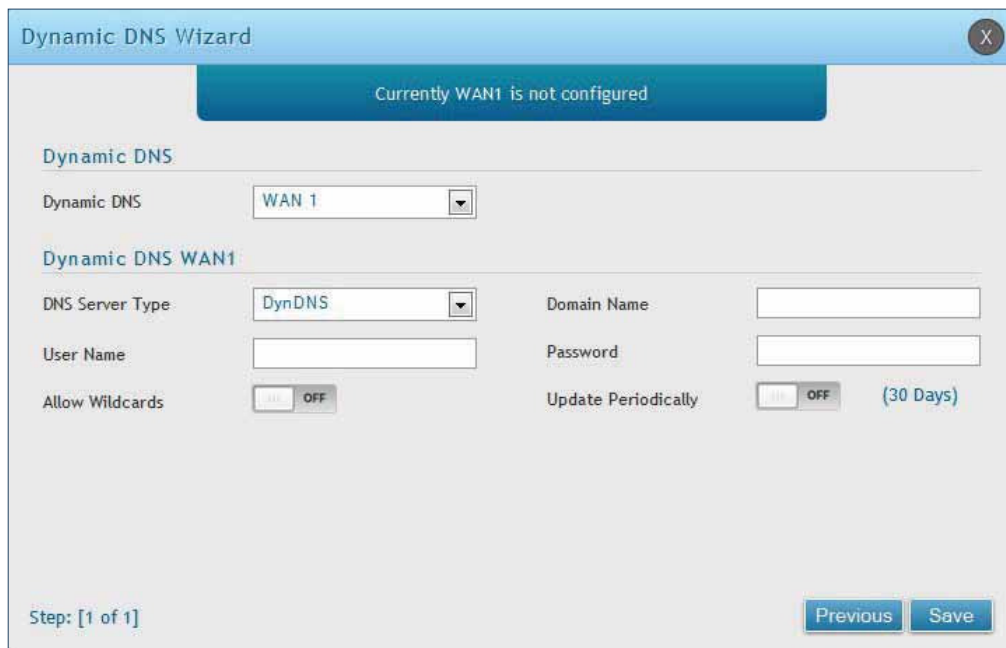 Dynamic DNS Wizard
X
Currently WAN1 is not configured
Dynamic DNS
Dynamic DNS WAN 1
Dynamic DNS WAN1
DNS Server Type DynDNS Domain Name
User Name Password
Allow Wildcards OFF Update Periodically OFF (30 Days)
Step: [1 of 1] Previous Save